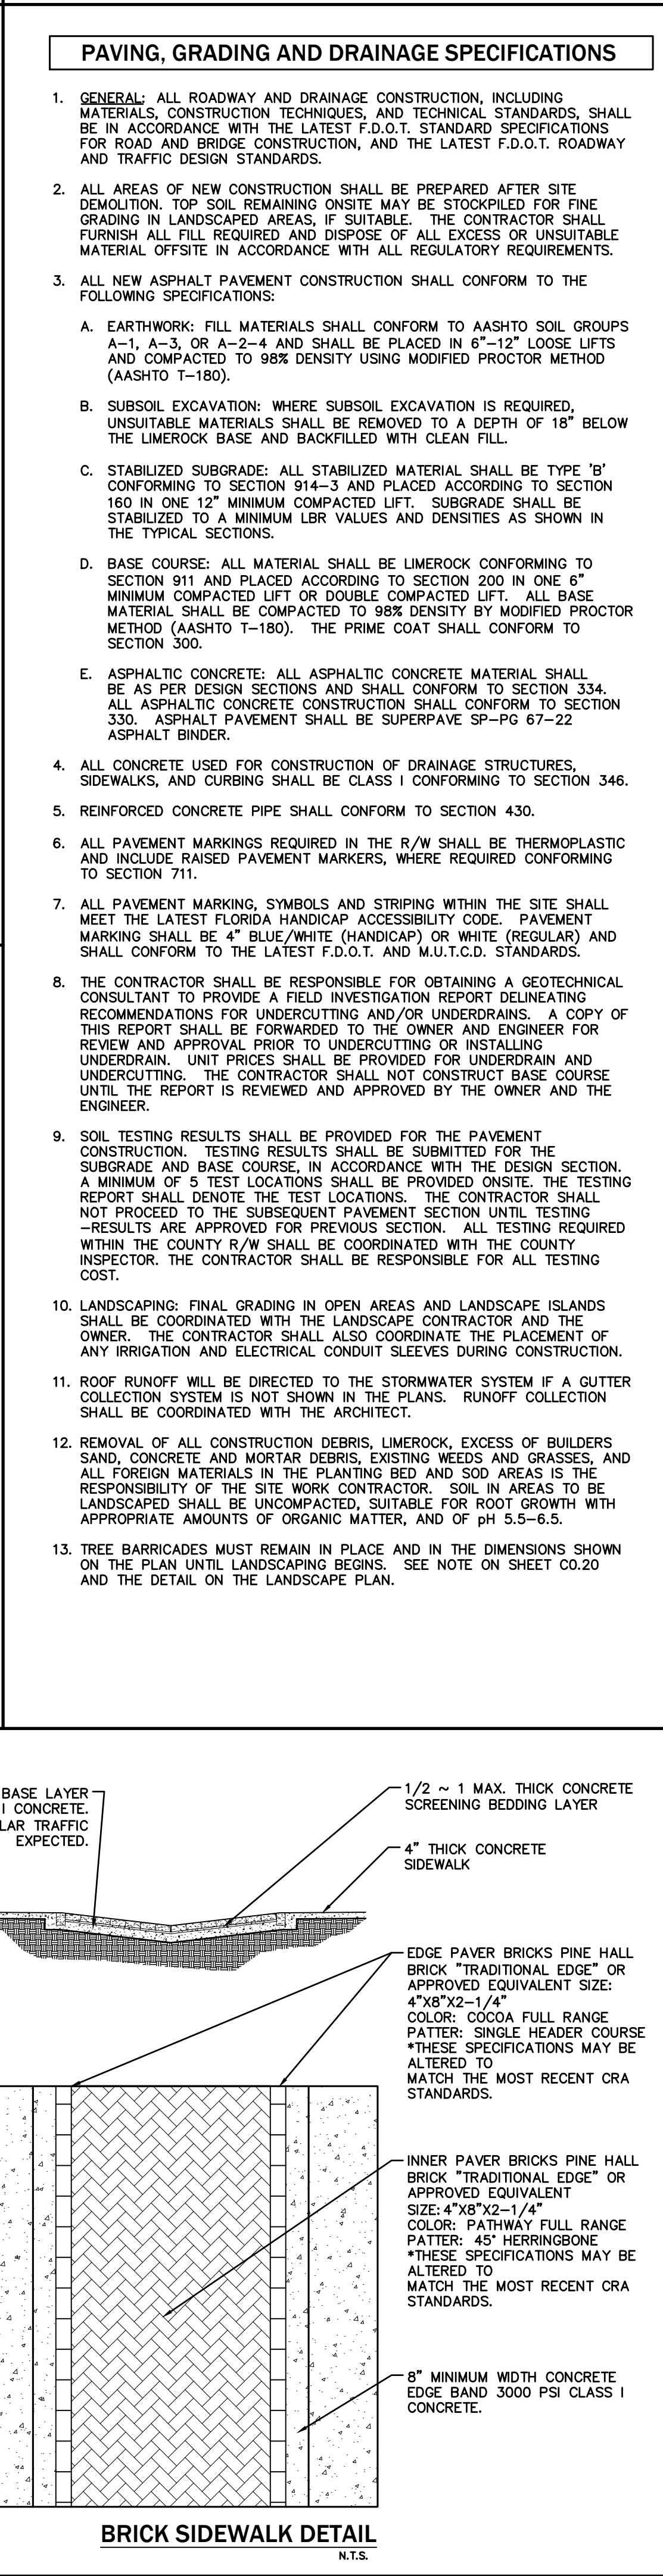 PAVING, GRADING AND DRAINAGE SPECIFICATIONS
1. GENERAL: ALL ROADWAY AND DRAINAGE CONSTRUCTION, INCLUDING
MATERIALS, CONSTRUCTION TECHNIQUES, AND TECHNICAL STANDARDS, SHALL
BE IN ACCORDANCE WITH THE LATEST F.D.O.T. STANDARD SPECIFICATIONS
FOR ROAD AND BRIDGE CONSTRUCTION, AND THE LATEST F.D.O.T. ROADWAY
AND TRAFFIC DESIGN STANDARDS.
2. ALL AREAS OF NEW CONSTRUCTION SHALL BE PREPARED AFTER SITE
DEMOLITION. TOP SOIL REMAINING ONSITE MAY BE STOCKPILED FOR FINE
GRADING IN LANDSCAPED AREAS, IF SUITABLE. THE CONTRACTOR SHALL
FURNISH ALL FILL REQUIRED AND DISPOSE OF ALL EXCESS OR UNSUITABLE
MATERIAL OFFSITE IN ACCORDANCE WITH ALL REGULATORY REQUIREMENTS.
3. ALL NEW ASPHALT PAVEMENT CONSTRUCTION SHALL CONFORM TO THE
FOLLOWING SPECIFICATIONS:
A. EARTHWORK: FILL MATERIALS SHALL CONFORM TO AASHTO SOIL GROUPS
A-1, A-3, OR A-2-4 AND SHALL BE PLACED IN 6"-12" LOOSE LIFTS
AND COMPACTED TO 98% DENSITY USING MODIFIED PROCTOR METHOD
(AASHTO T-180).
B. SUBSOIL EXCAVATION: WHERE SUBSOIL EXCAVATION IS REQUIRED,
UNSUITABLE MATERIALS SHALL BE REMOVED TO A DEPTH OF 18" BELOW
THE LIMEROCK BASE AND BACKFILLED WITH CLEAN FILL.
C. STABILIZED SUBGRADE: ALL STABILIZED MATERIAL SHALL BE TYPE 'B'
CONFORMING TO SECTION 914-3 AND PLACED ACCORDING TO SECTION
160 IN ONE 12" MINIMUM COMPACTED LIFT. SUBGRADE SHALL BE
STABILIZED TO A MINIMUM LBR VALUES AND DENSITIES AS SHOWN IN
THE TYPICAL SECTIONS.
D. BASE COURSE: ALL MATERIAL SHALL BE LIMEROCK CONFORMING TO
SECTION 911 AND PLACED ACCORDING TO SECTION 200 IN ONE 6"
MINIMUM COMPACTED LIFT OR DOUBLE COMPACTED LIFT. ALL BASE
MATERIAL SHALL BE COMPACTED TO 98% DENSITY BY MODIFIED PROCTOR
METHOD (AASHTO T-180). THE PRIME COAT SHALL CONFORM TO
SECTION 300.
E. ASPHALTIC CONCRETE: ALL ASPHALTIC CONCRETE MATERIAL SHALL
BE AS PER DESIGN SECTIONS AND SHALL CONFORM TO SECTION 334.
ALL ASPHALTIC CONCRETE CONSTRUCTION SHALL CONFORM TO SECTION
330. ASPHALT PAVEMENT SHALL BE SUPERPAVE SP-PG 67-22
ASPHALT BINDER.
4. ALL CONCRETE USED FOR CONSTRUCTION OF DRAINAGE STRUCTURES,
SIDEWALKS, AND CURBING SHALL BE CLASS I CONFORMING TO SECTION 346.
5. REINFORCED CONCRETE PIPE SHALL CONFORM TO SECTION 430.
6. ALL PAVEMENT MARKINGS REQUIRED IN THE R/W SHALL BE THERMOPLASTIC
AND INCLUDE RAISED PAVEMENT MARKERS, WHERE REQUIRED CONFORMING
TO SECTION 711.
7. ALL PAVEMENT MARKING, SYMBOLS AND STRIPING WITHIN THE SITE SHALL
MEET THE LATEST FLORIDA HANDICAP ACCESSIBILITY CODE. PAVEMENT
MARKING SHALL BE 4" BLUE/WHITE (HANDICAP) OR WHITE (REGULAR) AND
SHALL CONFORM TO THE LATEST F.D.O.T. AND M.U.T.C.D. STANDARDS.
8. THE CONTRACTOR SHALL BE RESPONSIBLE FOR OBTAINING A GEOTECHNICAL
CONSULTANT TO PROVIDE A FIELD INVESTIGATION REPORT DELINEATING
RECOMMENDATIONS FOR UNDERCUTTING AND/OR UNDERDRAINS. A COPY OF
THIS REPORT SHALL BE FORWARDED TO THE OWNER AND ENGINEER FOR
REVIEW AND APPROVAL PRIOR TO UNDERCUTTING OR INSTALLING
UNDERDRAIN. UNIT PRICES SHALL BE PROVIDED FOR UNDERDRAIN AND
UNDERCUTTING. THE CONTRACTOR SHALL NOT CONSTRUCT BASE COURSE
UNTIL THE REPORT IS REVIEWED AND APPROVED BY THE OWNER AND THE
ENGINEER.
9. SOIL TESTING RESULTS SHALL BE PROVIDED FOR THE PAVEMENT
CONSTRUCTION. TESTING RESULTS SHALL BE SUBMITTED FOR THE
SUBGRADE AND BASE COURSE, IN ACCORDANCE WITH THE DESIGN SECTION.
A MINIMUM OF 5 TEST LOCATIONS SHALL BE PROVIDED ONSITE. THE TESTING
REPORT SHALL DENOTE THE TEST LOCATIONS. THE CONTRACTOR SHALL
NOT PROCEED TO THE SUBSEQUENT PAVEMENT SECTION UNTIL TESTING
-RESULTS ARE APPROVED FOR PREVIOUS SECTION. ALL TESTING REQUIRED
WITHIN THE COUNTY R/W SHALL BE COORDINATED WITH THE COUNTY
INSPECTOR. THE CONTRACTOR SHALL BE RESPONSIBLE FOR ALL TESTING
COST.
10. LANDSCAPING: FINAL GRADING IN OPEN AREAS AND LANDSCAPE ISLANDS
SHALL BE COORDINATED WITH THE LANDSCAPE CONTRACTOR AND THE
OWNER. THE CONTRACTOR SHALL ALSO COORDINATE THE PLACEMENT OF
ANY IRRIGATION AND ELECTRICAL CONDUIT SLEEVES DURING CONSTRUCTION.
11. ROOF RUNOFF WILL BE DIRECTED TO THE STORMWATER SYSTEM IF A GUTTER
COLLECTION SYSTEM IS NOT SHOWN IN THE PLANS. RUNOFF COLLECTION
SHALL BE COORDINATED WITH THE ARCHITECT.
12. REMOVAL OF ALL CONSTRUCTION DEBRIS, LIMEROCK, EXCESS OF BUILDERS
SAND, CONCRETE AND MORTAR DEBRIS, EXISTING WEEDS AND GRASSES, AND
ALL FOREIGN MATERIALS IN THE PLANTING BED AND SOD AREAS IS THE
RESPONSIBILITY OF THE SITE WORK CONTRACTOR. SOIL IN AREAS TO BE
LANDSCAPED SHALL BE UNCOMPACTED, SUITABLE FOR ROOT GROWTH WITH
APPROPRIATE AMOUNTS OF ORGANIC MATTER, AND OF pH 5.5-6.5.
13. TREE BARRICADES MUST REMAIN IN PLACE AND IN THE DIMENSIONS SHOWN
ON THE PLAN UNTIL LANDSCAPING BEGINS. SEE NOTE ON SHEET C0.20
AND THE DETAIL ON THE LANDSCAPE PLAN.
BASE LAYER
I CONCRETE.
LAR TRAFFIC
EXPECTED.
1/2 ~ 1 MAX. THICK CONCRETE
SCREENING BEDDING LAYER
4" THICK CONCRETE
SIDEWALK
EDGE PAVER BRICKS PINE HALL
BRICK "TRADITIONAL EDGE" OR
APPROVED EQUIVALENT SIZE:
4"X8"X2-1/4"
COLOR: COCOA FULL RANGE
PATTER: SINGLE HEADER COURSE
*THESE SPECIFICATIONS MAY BE
ALTERED TO
MATCH THE MOST RECENT CRA
STANDARDS.
INNER PAVER BRICKS PINE HALL
BRICK "TRADITIONAL EDGE" OR
APPROVED EQUIVALENT
SIZE: 4"X8"X2-1/4"
COLOR: PATHWAY FULL RANGE
PATTER: 45° HERRINGBONE
*THESE SPECIFICATIONS MAY BE
ALTERED TO
MATCH THE MOST RECENT CRA
STANDARDS.
8" MINIMUM WIDTH CONCRETE
EDGE BAND 3000 PSI CLASS I
CONCRETE.
BRICK SIDEWALK DETAIL
N.T.S.